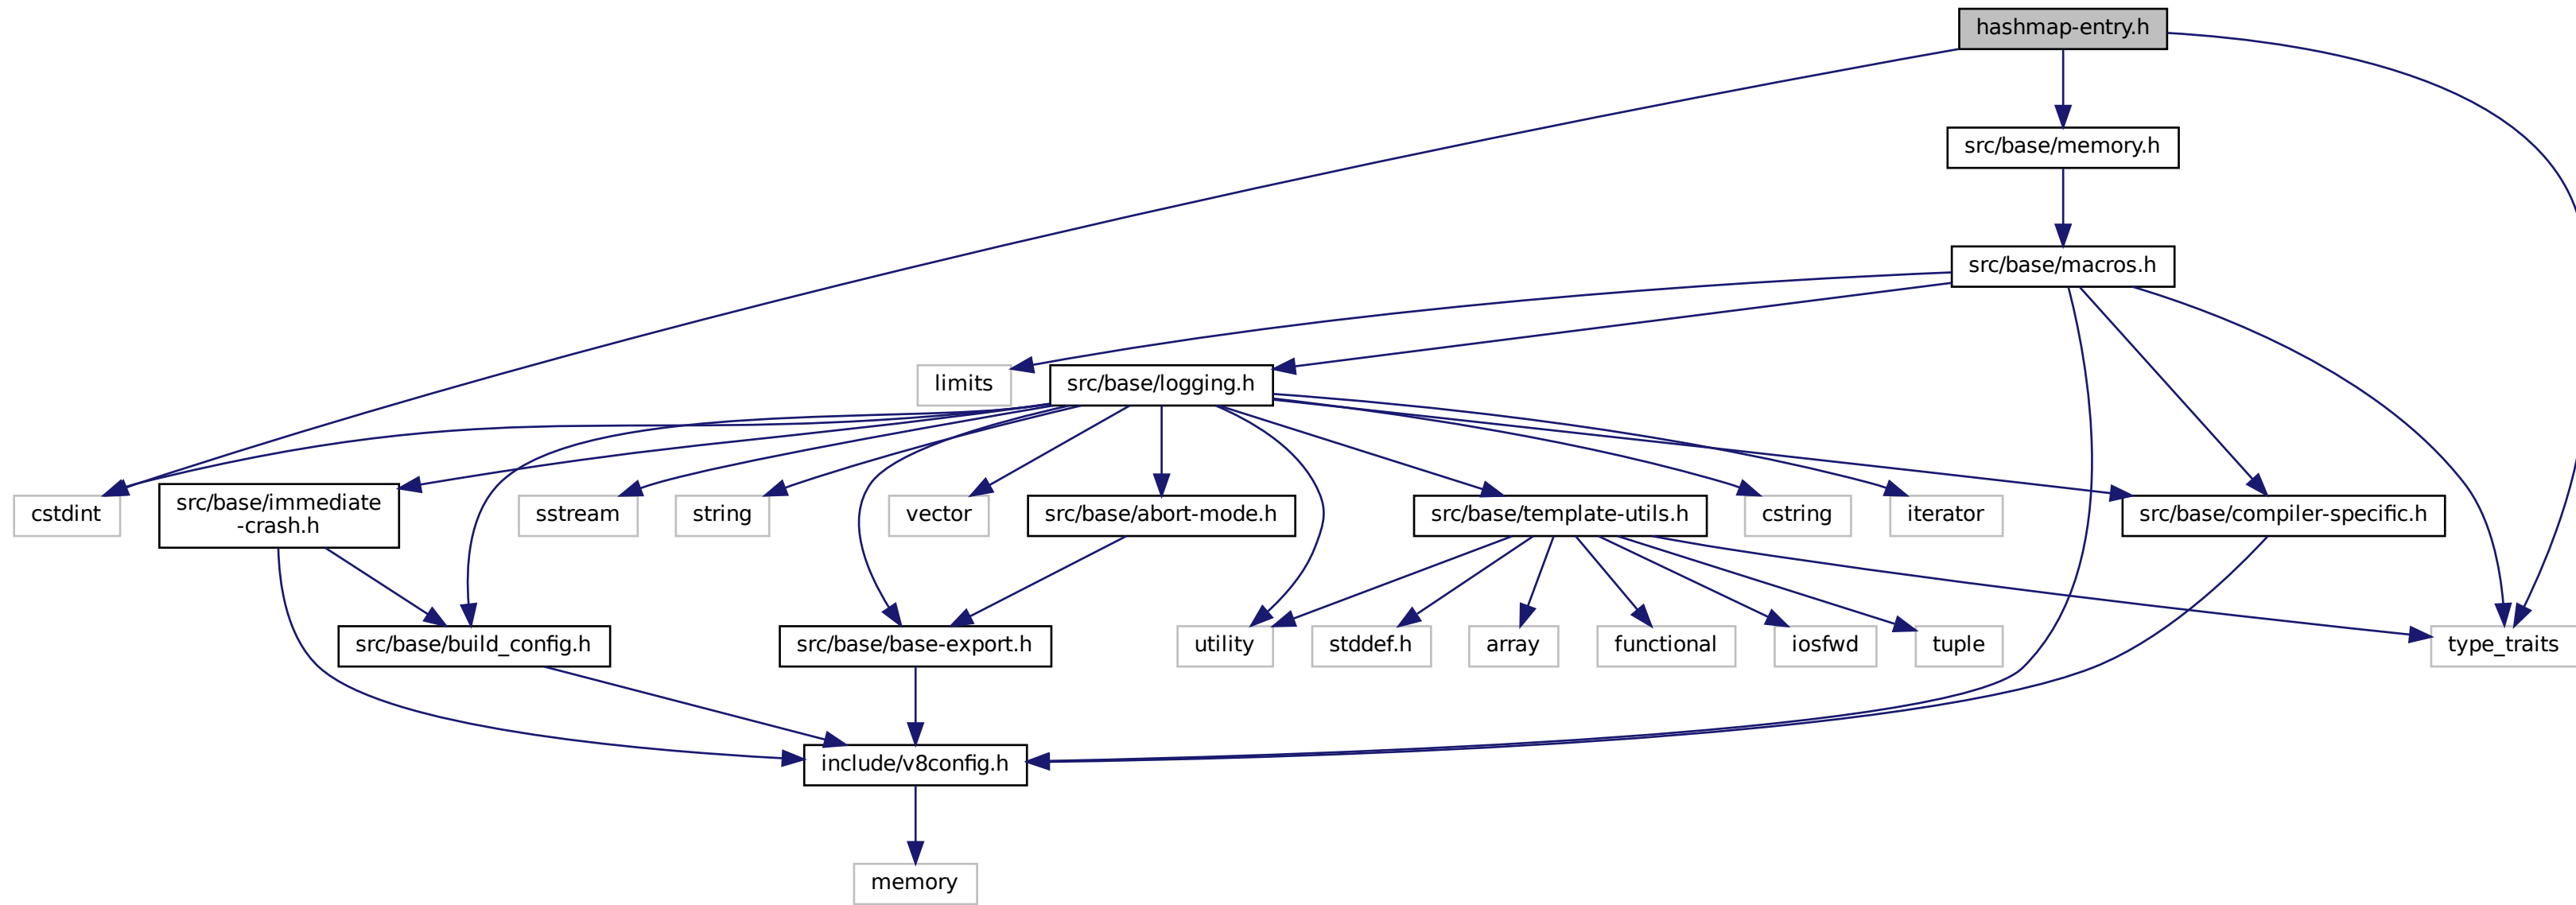 hashmap-entry.h
src/base/memory.h
src/base/macros.h
limits
src/base/logging.h
cstdint
src/base/immediate
-crash.h
sstream
string
vector
src/base/abort-mode.h
src/base/template-utils.h
cstring
iterator
src/base/compiler-specific.h
src/base/build_config.h
src/base/base-export.h
utility
stddef.h
array
functional
iosfwd
tuple
type_traits
include/v8config.h
memory